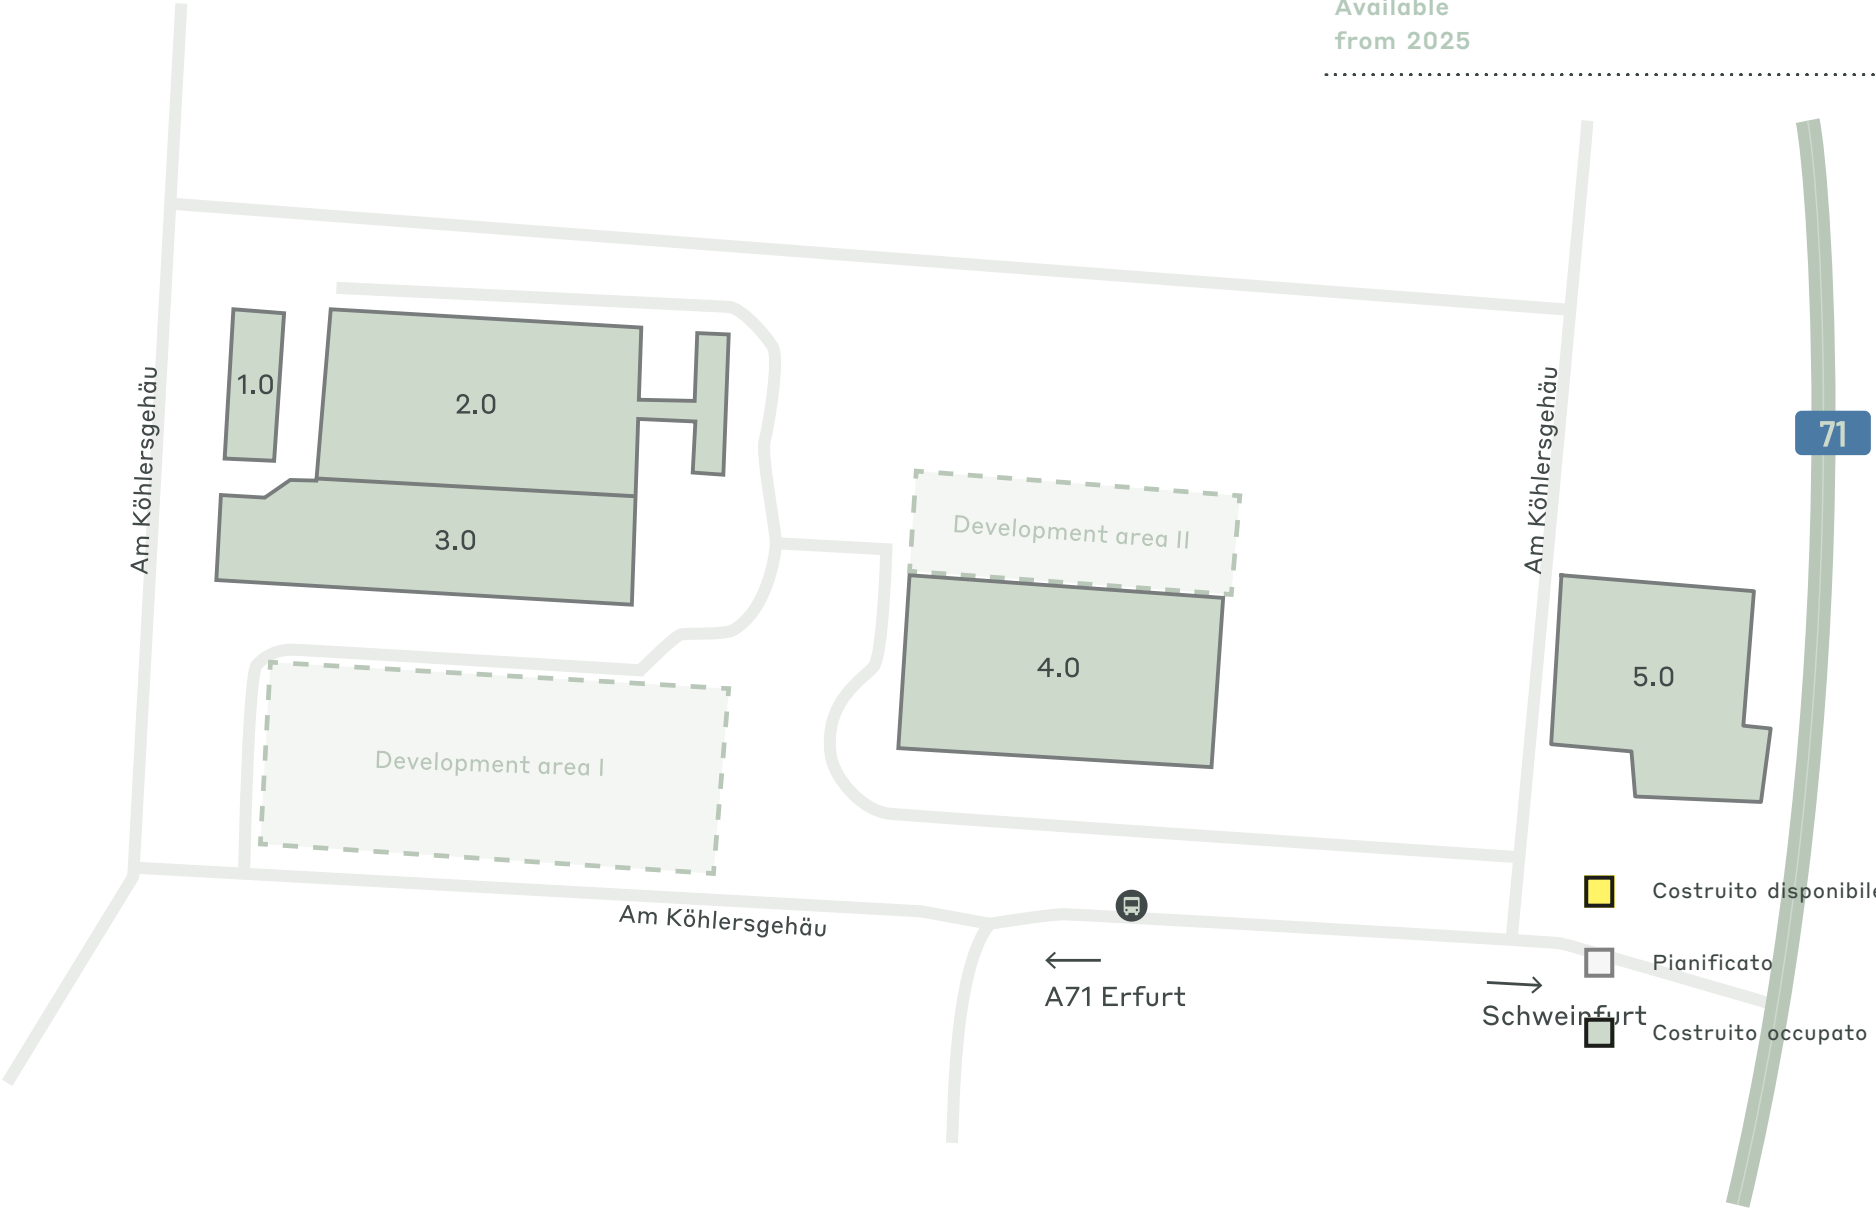 Available
from 2025
71
1.0
2.0
3.0
Am Köhlersgehäu
Am Köhlersgehäu
Development area II
4.0
5.0
Development area I
Am Köhlersgehäu
A71 Erfurt
Schweinfurt
Costruito disponibile
Pianificato
Costruito occupato